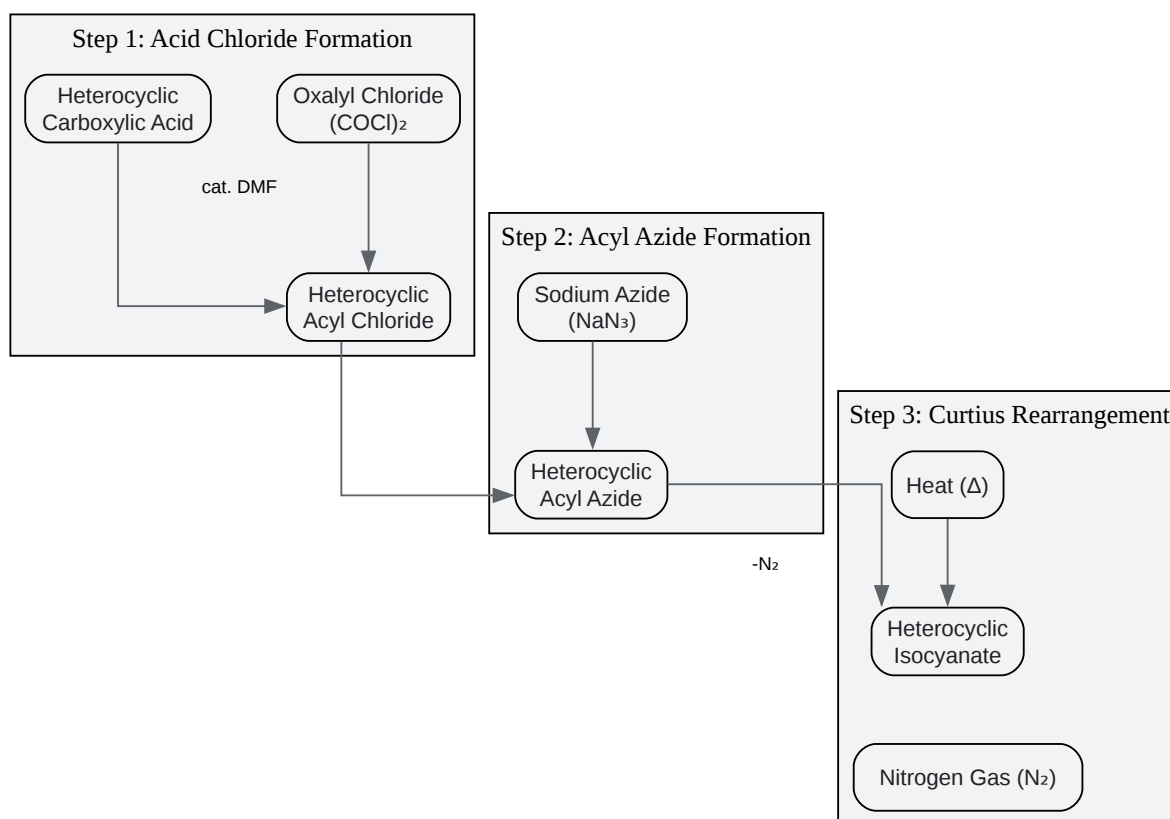 Step 1: Acid Chloride Formation
Heterocyclic
Carboxylic Acid
Oxalyl Chloride
(COCl)₂
cat. DMF
Heterocyclic
Acyl Chloride
Step 2: Acyl Azide Formation
Sodium Azide
(NaN₃)
Heterocyclic
Acyl Azide
-N₂
Step 3: Curtius Rearrangement
Heat (Δ)
Heterocyclic
Isocyanate
Nitrogen Gas (N₂)